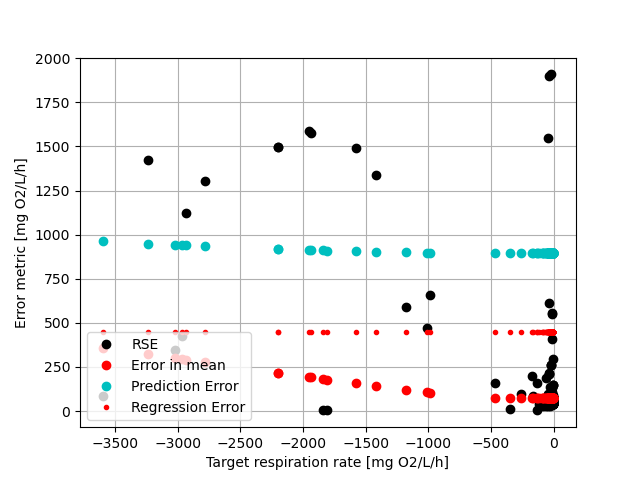 2000
1750
1500
1250
1000
750
500
250
0
Error metric [mg O2/L/h]
RSE
Error in mean
Prediction Error
Regression Error
−3500 −3000 −2500 −2000 −1500 −1000 −500 0
Target respiration rate [mg O2/L/h]